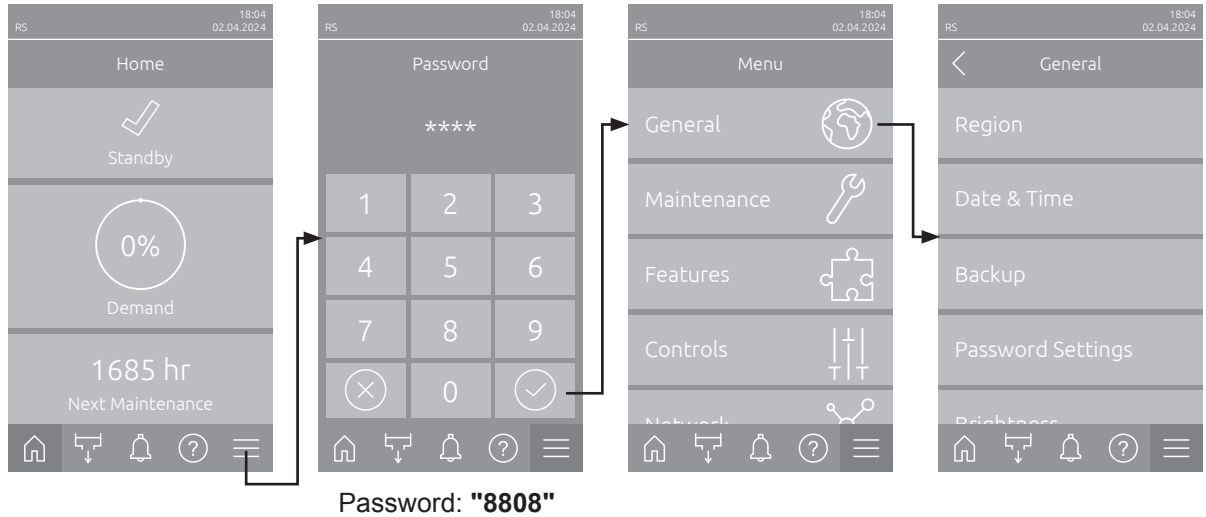 18:04
RS 02.04.2024
Home
Standby
0%
Demand
1685 hr
Next Maintenance
18:04
RS 02.04.2024
Password
****
1 2 3
4 5 6
7 8 9
0
Password: "8808"
18:04
RS 02.04.2024
Menu
General
Maintenance
Features
Controls
Network
18:04
RS 02.04.2024
General
Region
Date & Time
Backup
Password Settings
Brightness